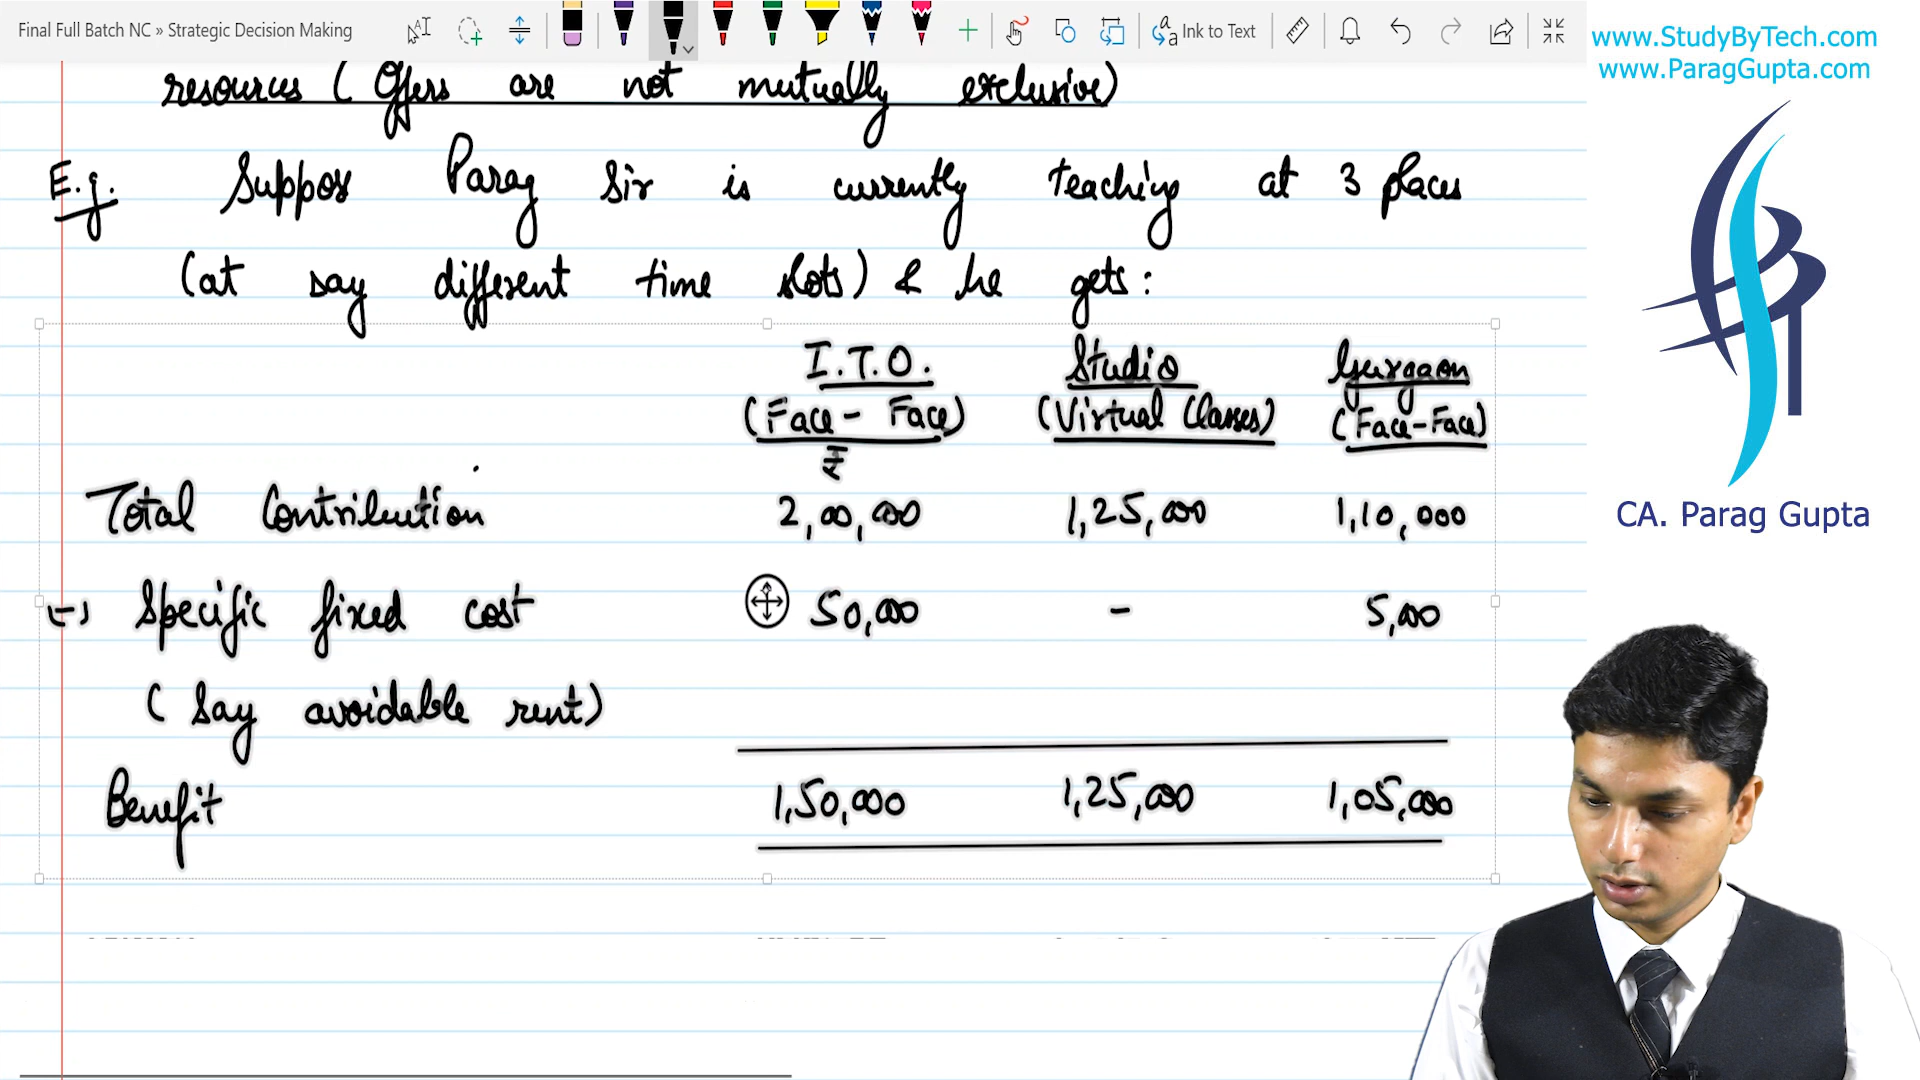 Final Full Batch NC » Strategic Decision Making
Ink to Text
www.StudyByTech.com
www.ParagGupta.com
resources (Offers are not mutually exclusive)
E.g. Suppos Parag Sir is currently teaching at 3 places
(at say different time slots) & he gets:
I.T.O. Studio Gurgaon
(Face - Face) (Virtual Classes) (Face-Face)
₹
Total Contribution 2,00,000 1,25,000 1,10,000
CA. Parag Gupta
(-) Specific fixed cost 50,000 - 5,000
(Say avoidable rent)
Benefit 1,50,000 1,25,000 1,05,000